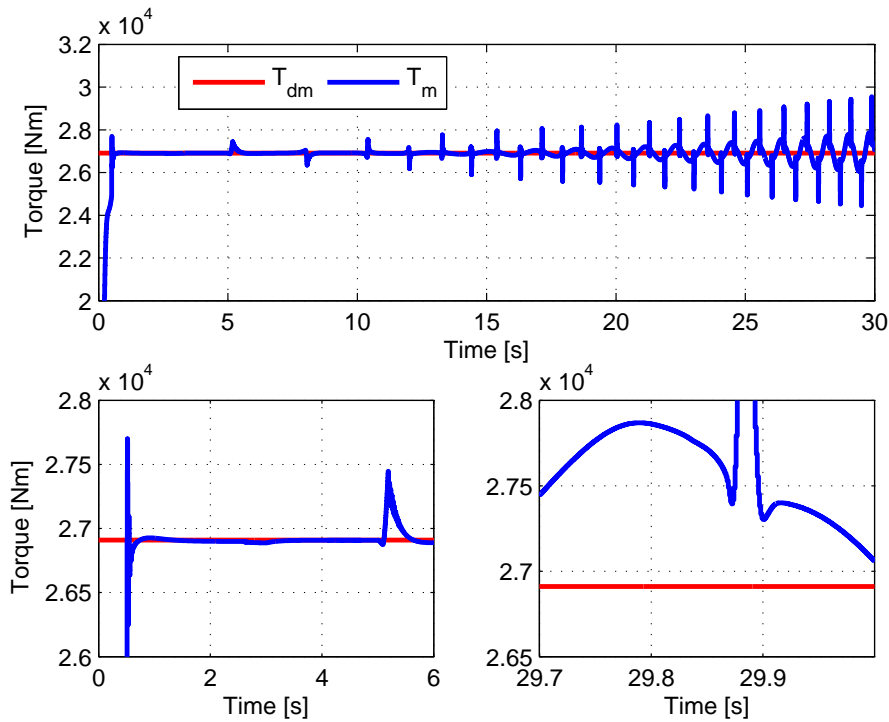 x 10^4
3.2
3
2.8
2.6
2.4
2.2
2
Torque [Nm]
T_dm T_m
0 5 10 15 20 25 30
Time [s]
x 10^4
2.8
2.75
2.7
2.65
2.6
Torque [Nm]
0 2 4 6
Time [s]
x 10^4
2.8
2.75
2.7
2.65
29.7 29.8 29.9
Time [s]